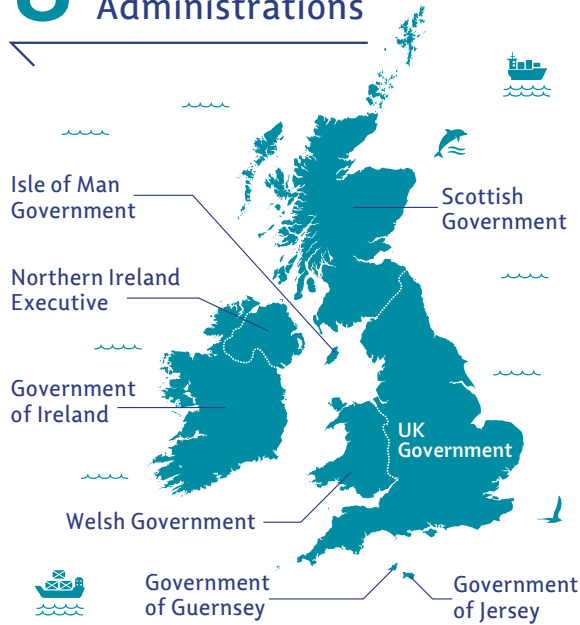 Administrations
Isle of Man
Government
Scottish
Government
Northern Ireland
Executive
Government
of Ireland
UK
Government
Welsh Government
Government
of Guernsey
Government
of Jersey